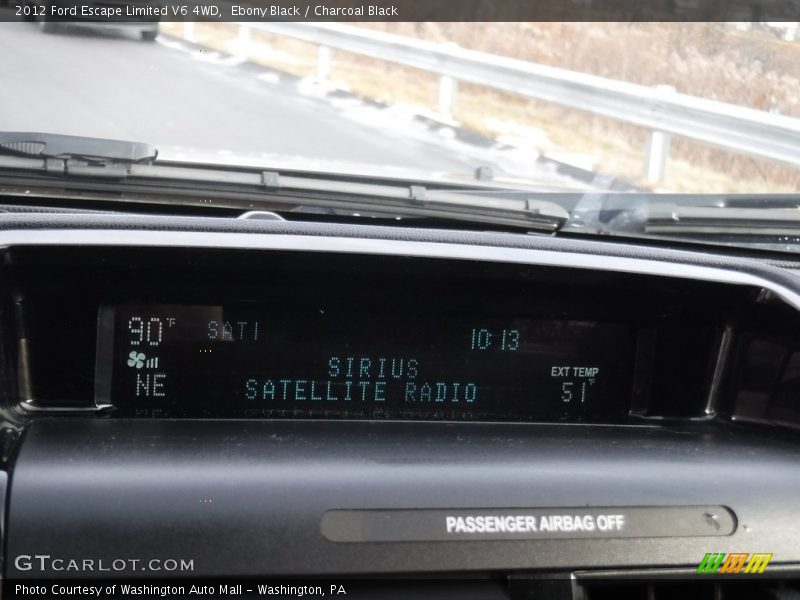 2012 Ford Escape Limited V6 4WD,  Ebony Black / Charcoal Black
90°F SAT1 10:13
SIRIUS EXT TEMP
NE SATELLITE RADIO 51°F
PASSENGER AIRBAG OFF
GTCARLOT.COM
Photo Courtesy of Washington Auto Mall - Washington, PA